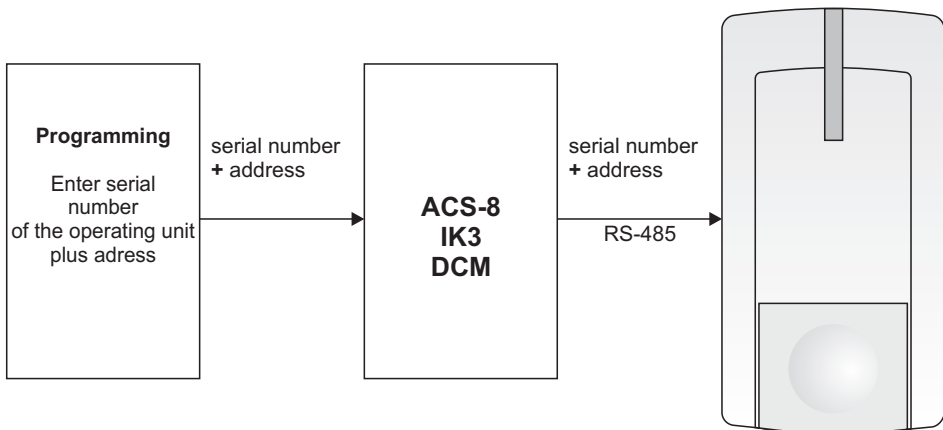 Programming
Enter serial
number
of the operating unit
plus adress
serial number
+ address
ACS-8
IK3
DCM
serial number
+ address
RS-485